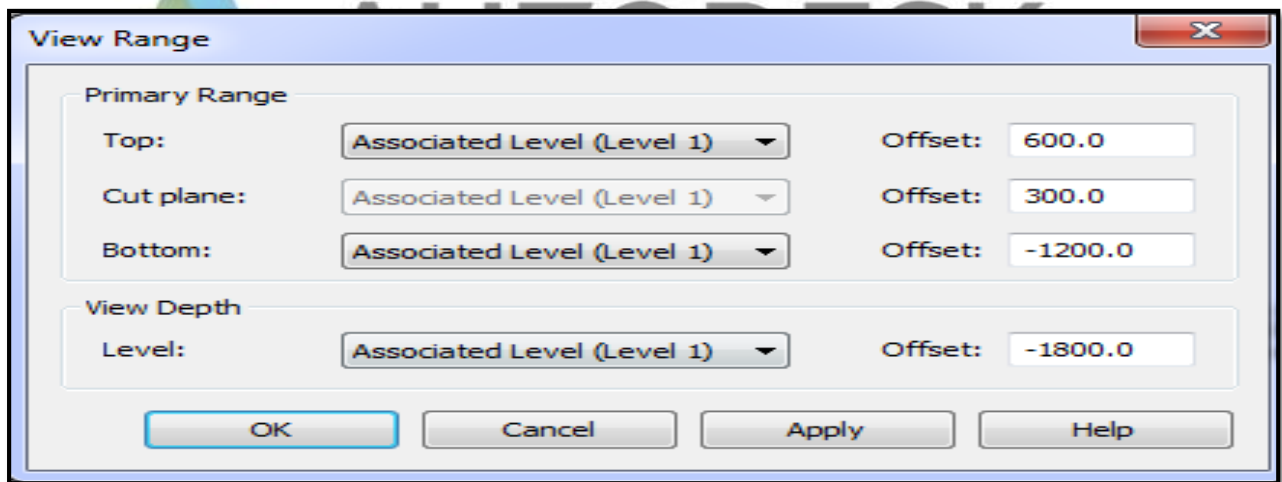 AUTODESK
View Range
Primary Range
Top: Associated Level (Level 1) Offset: 600.0
Cut plane: Associated Level (Level 1) Offset: 300.0
Bottom: Associated Level (Level 1) Offset: -1200.0
View Depth
Level: Associated Level (Level 1) Offset: -1800.0
OK Cancel Apply Help